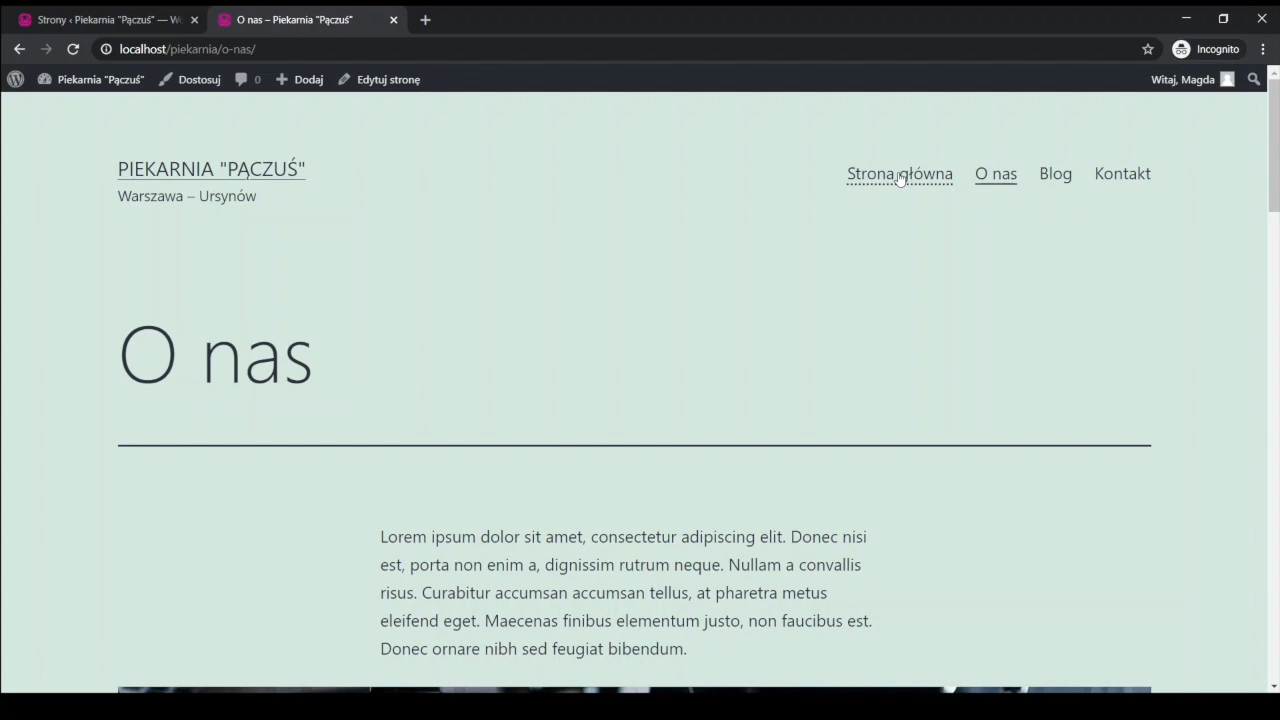 Strony ‹ Piekarnia "Pączuś" — Wo
O nas – Piekarnia "Pączuś"
localhost/piekarnia/o-nas/
Incognito
Piekarnia "Pączuś"
Dostosuj
0
Dodaj
Edytuj stronę
Witaj, Magda
PIEKARNIA "PĄCZUŚ"
Warszawa – Ursynów
Strona główna
O nas
Blog
Kontakt
O nas
Lorem ipsum dolor sit amet, consectetur adipiscing elit. Donec nisi
est, porta non enim a, dignissim rutrum neque. Nullam a convallis
risus. Curabitur accumsan accumsan tellus, at pharetra metus
eleifend eget. Maecenas finibus elementum justo, non faucibus est.
Donec ornare nibh sed feugiat bibendum.